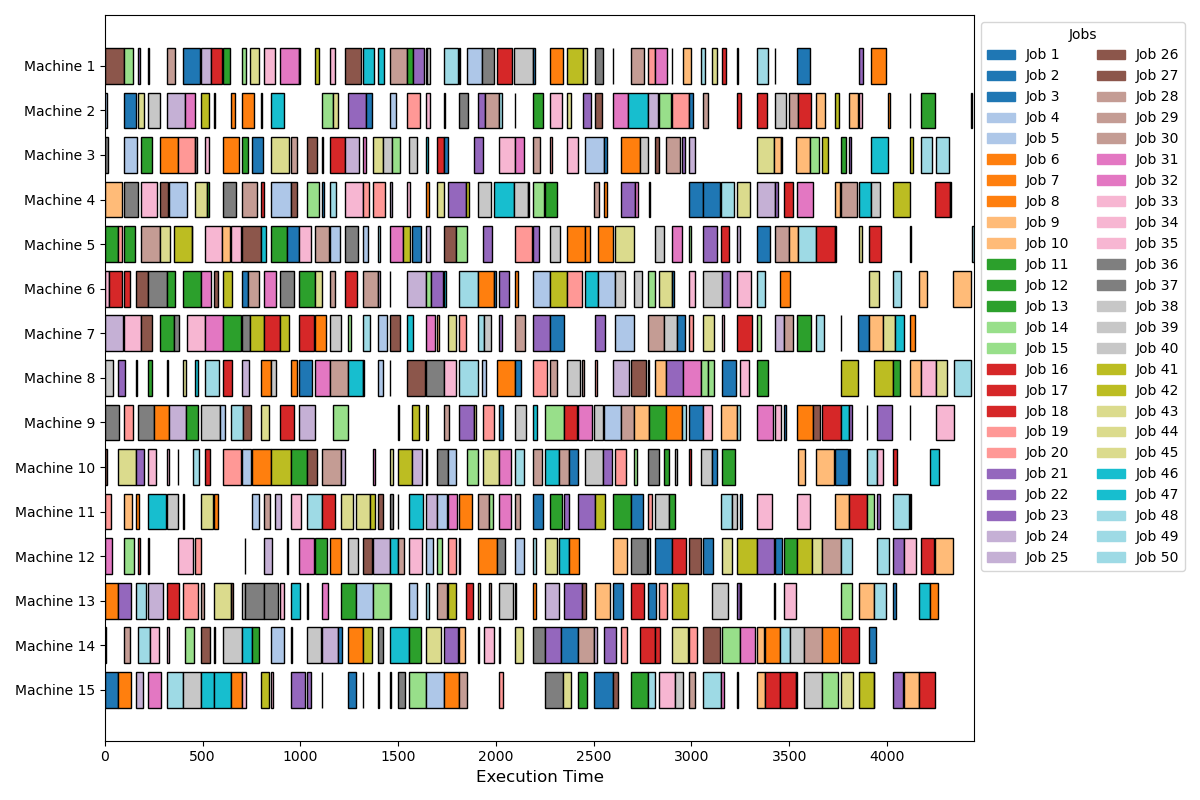 Machine 1
Machine 2
Machine 3
Machine 4
Machine 5
Machine 6
Machine 7
Machine 8
Machine 9
Machine 10
Machine 11
Machine 12
Machine 13
Machine 14
Machine 15
0 500 1000 1500 2000 2500 3000 3500 4000
Execution Time
Jobs
Job 1 Job 26
Job 2 Job 27
Job 3 Job 28
Job 4 Job 29
Job 5 Job 30
Job 6 Job 31
Job 7 Job 32
Job 8 Job 33
Job 9 Job 34
Job 10 Job 35
Job 11 Job 36
Job 12 Job 37
Job 13 Job 38
Job 14 Job 39
Job 15 Job 40
Job 16 Job 41
Job 17 Job 42
Job 18 Job 43
Job 19 Job 44
Job 20 Job 45
Job 21 Job 46
Job 22 Job 47
Job 23 Job 48
Job 24 Job 49
Job 25 Job 50